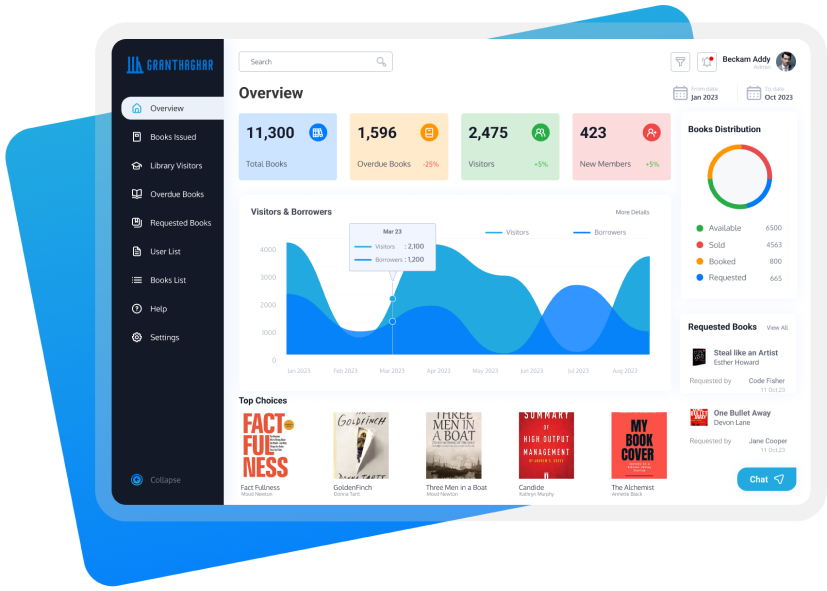 GRANTHAGHAR
Overview
Books Issued
Library Visitors
Overdue Books
Requested Books
User List
Books List
Help
Settings
Collapse
Search
Beckam Addy
Admin
Overview
From date
Jan 2023
To date
Oct 2023
11,300
Total Books
1,596
Overdue Books -25%
2,475
Visitors +5%
423
New Members +5%
Visitors & Borrowers
More Details
Visitors
Borrowers
Mar 23
Visitors : 2,100
Borrowers : 1,200
4000
3000
2000
1000
0
Jan 2023 Feb 2023 Mar 2023 Apr 2023 May 2023 Jun 2023 Jul 2023 Aug 2023
Books Distribution
Available 6500
Sold 4563
Booked 800
Requested 665
Requested Books View All
Steal like an Artist
Esther Howard
Requested by Code Fisher
11 Oct.23
One Bullet Away
Devon Lane
Requested by Jane Cooper
11 Oct.23
Chat
Top Choices
FACT
FUL
NESS
Fact Fullness
Moud Newton
GOLDFINCH
DONNA TARTT
GoldenFinch
Donna Tartt
THREE
MEN IN
A BOAT
Three Men in a Boat
Moud Newton
SUMMARY
OF
HIGH OUTPUT
MANAGEMENT
Candide
Kathryn Murphy
MY
BOOK
COVER
The Alchemist
Annette Black